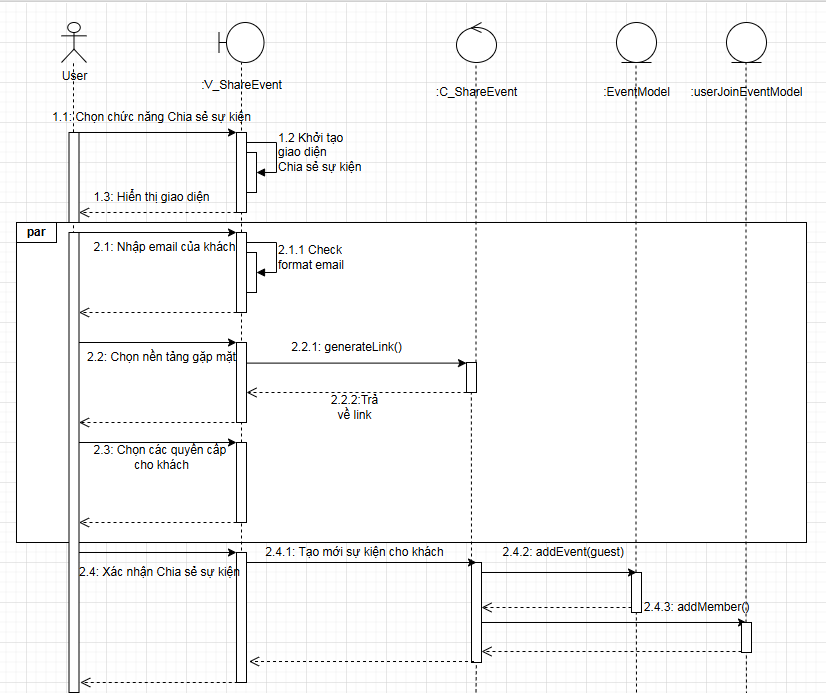 User
:V_ShareEvent
:C_ShareEvent
:EventModel
:userJoinEventModel
1.1: Chọn chức năng Chia sẻ sự kiện
1.2 Khởi tạo
giao diện
Chia sẻ sự kiện
1.3: Hiển thị giao diện
par
2.1: Nhập email của khách
2.1.1 Check
format email
2.2: Chọn nền tảng gặp mặt
2.2.1: generateLink()
2.2.2:Trả
về link
2.3: Chọn các quyền cấp
cho khách
2.4: Xác nhận Chia sẻ sự kiện
2.4.1: Tạo mới sự kiện cho khách
2.4.2: addEvent(guest)
2.4.3: addMember()